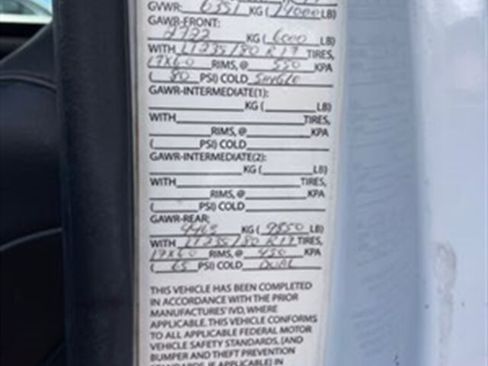 GVWR: 6351 KG (14000 LB)
GAWR-FRONT:
2722 KG (6000 LB)
WITH LT235/80 R17 TIRES,
17X6.0 RIMS, @ 550 KPA
(80 PSI) COLD SINGLE
GAWR-INTERMEDIATE(1):
KG ( LB)
WITH TIRES,
RIMS, @ KPA
( PSI) COLD
GAWR-INTERMEDIATE(2):
KG ( LB)
WITH TIRES,
RIMS, @ KPA
( PSI) COLD
GAWR-REAR:
KG (9850 LB)
WITH LT235/80 R17 TIRES,
17X6.0 RIMS, @ 450 KPA
(65 PSI) COLD DUAL
THIS VEHICLE HAS BEEN COMPLETED
IN ACCORDANCE WITH THE PRIOR
MANUFACTURES' IVD, WHERE
APPLICABLE. THIS VEHICLE CONFORMS
TO ALL APPLICABLE FEDERAL MOTOR
VEHICLE SAFETY STANDARDS, [AND
BUMPER AND THEFT PREVENTION
STANDARDS, IF APPLICABLE] IN